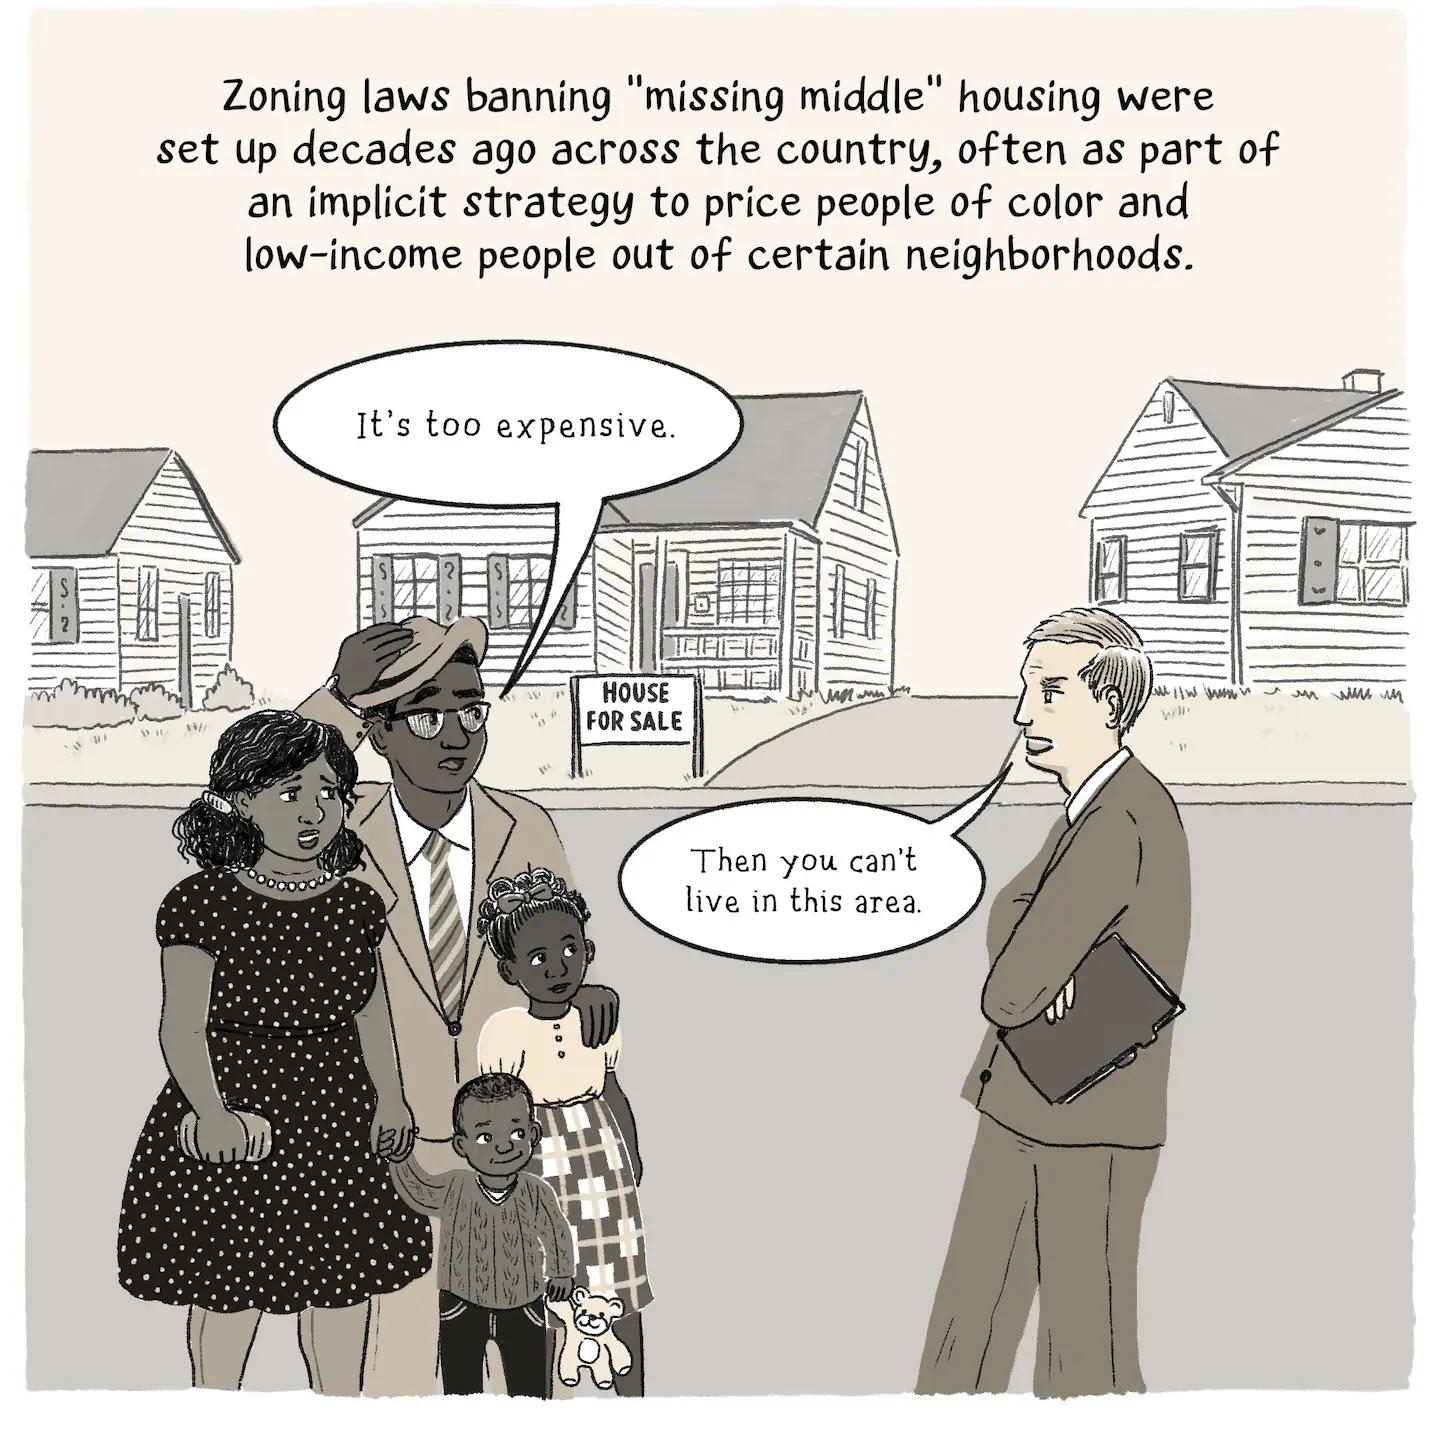 Zoning laws banning "missing middle" housing were
set up decades ago across the country, often as part of
an implicit strategy to price people of color and
low-income people out of certain neighborhoods.
It's too expensive.
HOUSE
FOR SALE
Then you can't
live in this area.